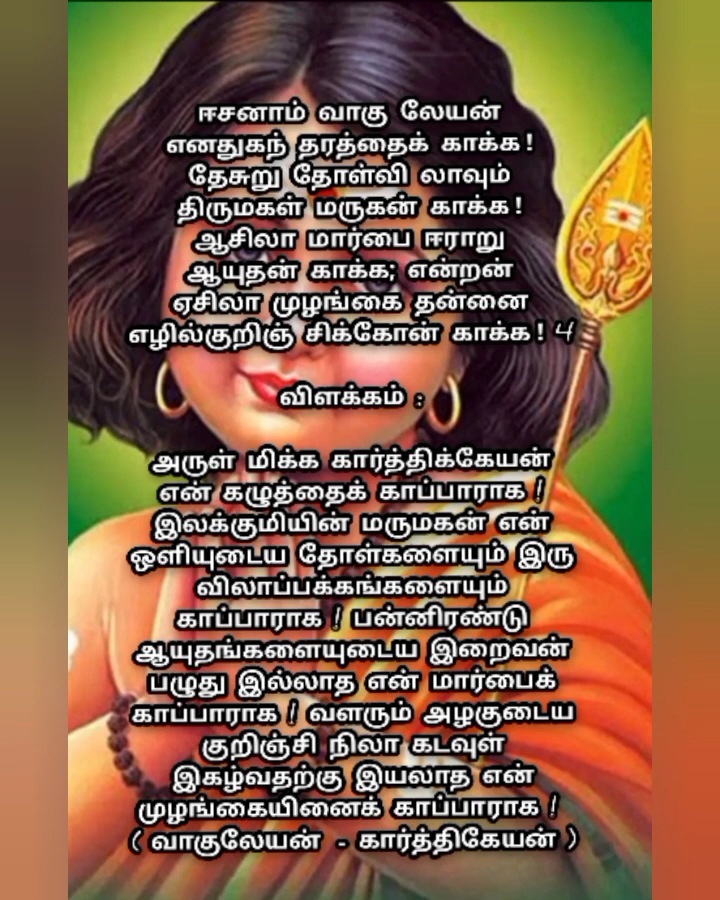 ஈசனாம் வாகு லேயன்
எனதுகந் தரத்தைக் காக்க!
தேசுறு தோள்வி லாவும்
திருமகள் மருகன் காக்க!
ஆசிலா மார்பை ஈராறு
ஆயுதன் காக்க; என்றன்
ஏசிலா முழங்கை தன்னை
எழில்குறிஞ் சிக்கோன் காக்க! 4
விளக்கம் :
அருள் மிக்க கார்த்திக்கேயன்
என் கழுத்தைக் காப்பாராக !
இலக்குமியின் மருமகன் என்
ஒளியுடைய தோள்களையும் இரு
விலாப்பக்கங்களையும்
காப்பாராக ! பன்னிரண்டு
ஆயுதங்களையுடைய இறைவன்
பழுது இல்லாத என் மார்பைக்
காப்பாராக ! வளரும் அழகுடைய
குறிஞ்சி நிலா கடவுள்
இகழ்வதற்கு இயலாத என்
முழங்கையினைக் காப்பாராக !
( வாகுலேயன் - கார்த்திகேயன் )